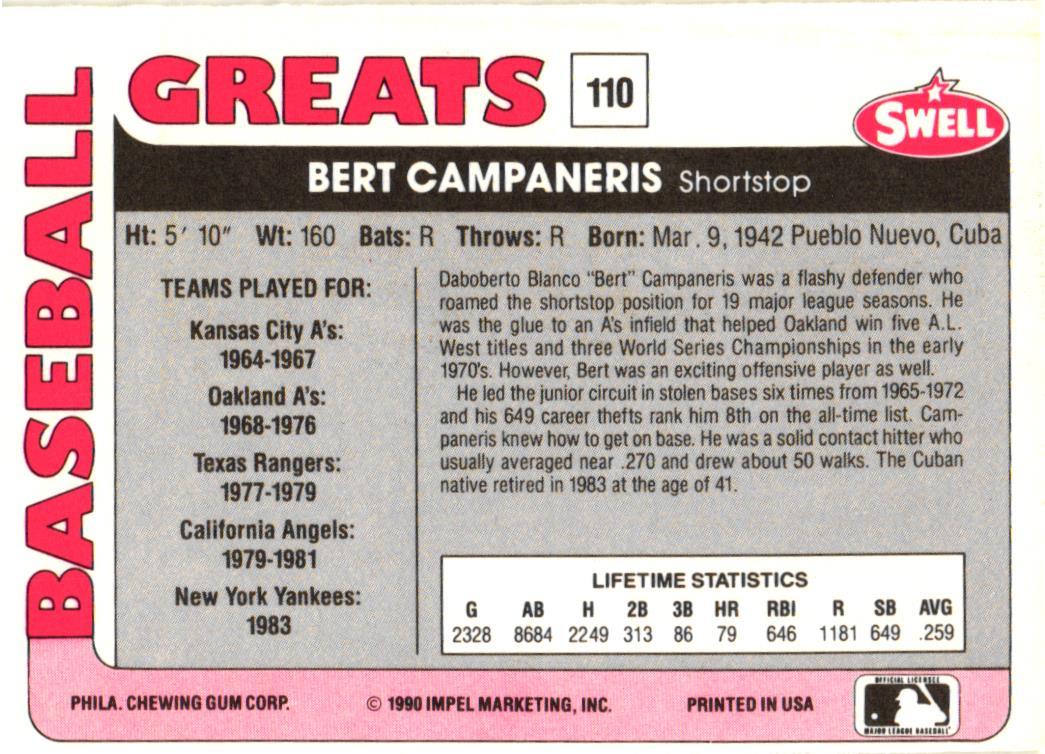 BASEBALL
GREATS
110
SWELL
BERT CAMPANERIS Shortstop
Ht: 5' 10" Wt: 160 Bats: R Throws: R Born: Mar. 9, 1942 Pueblo Nuevo, Cuba
TEAMS PLAYED FOR:
Kansas City A's:
1964-1967
Oakland A's:
1968-1976
Texas Rangers:
1977-1979
California Angels:
1979-1981
New York Yankees:
1983
Daboberto Blanco "Bert" Campaneris was a flashy defender who
roamed the shortstop position for 19 major league seasons. He
was the glue to an A's infield that helped Oakland win five A.L.
West titles and three World Series Championships in the early
1970's. However, Bert was an exciting offensive player as well.
He led the junior circuit in stolen bases six times from 1965-1972
and his 649 career thefts rank him 8th on the all-time list. Cam-
paneris knew how to get on base. He was a solid contact hitter who
usually averaged near .270 and drew about 50 walks. The Cuban
native retired in 1983 at the age of 41.
LIFETIME STATISTICS
G AB H 2B 3B HR RBI R SB AVG
2328 8684 2249 313 86 79 646 1181 649 .259
PHILA. CHEWING GUM CORP. © 1990 IMPEL MARKETING, INC. PRINTED IN USA
OFFICIAL LICENSEE
MAJOR LEAGUE BASEBALL